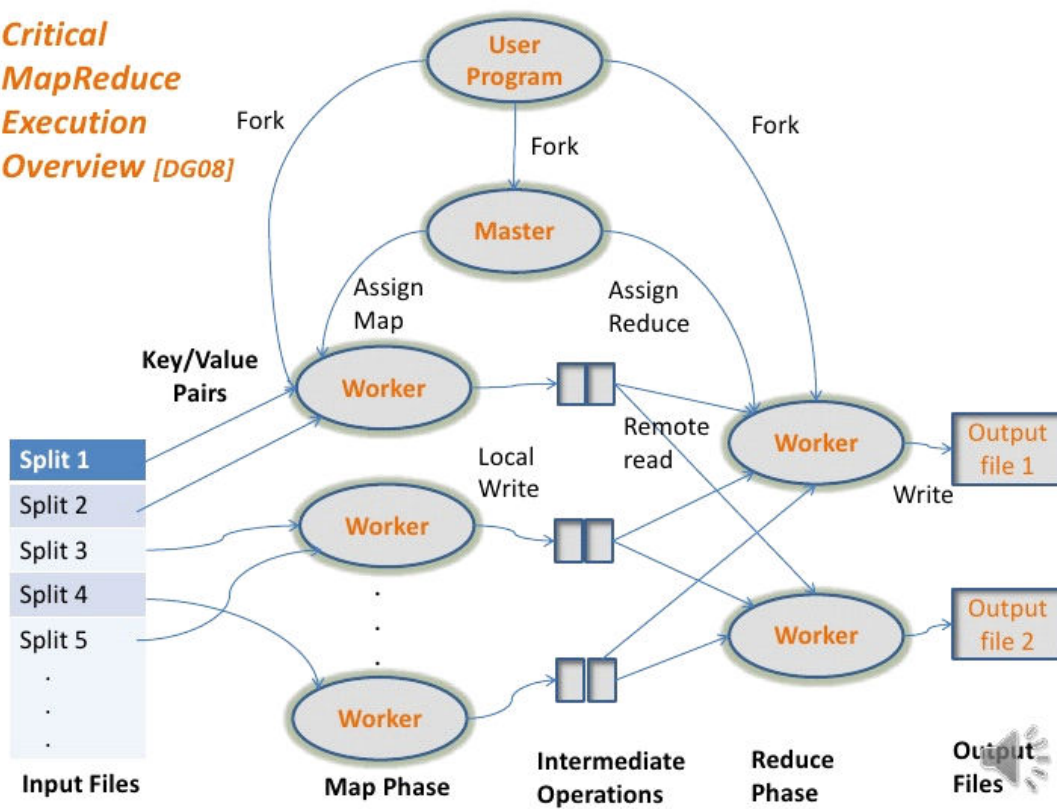 Critical
MapReduce
Execution
Overview [DG08]
User
Program
Fork
Fork
Fork
Master
Assign
Map
Assign
Reduce
Key/Value
Pairs
Worker
Remote
read
Worker
Output
file 1
Write
Split 1
Split 2
Split 3
Split 4
Split 5
.
.
.
Local
Write
Worker
.
.
.
Worker
Worker
Output
file 2
Input Files
Map Phase
Intermediate
Operations
Reduce
Phase
Output
Files